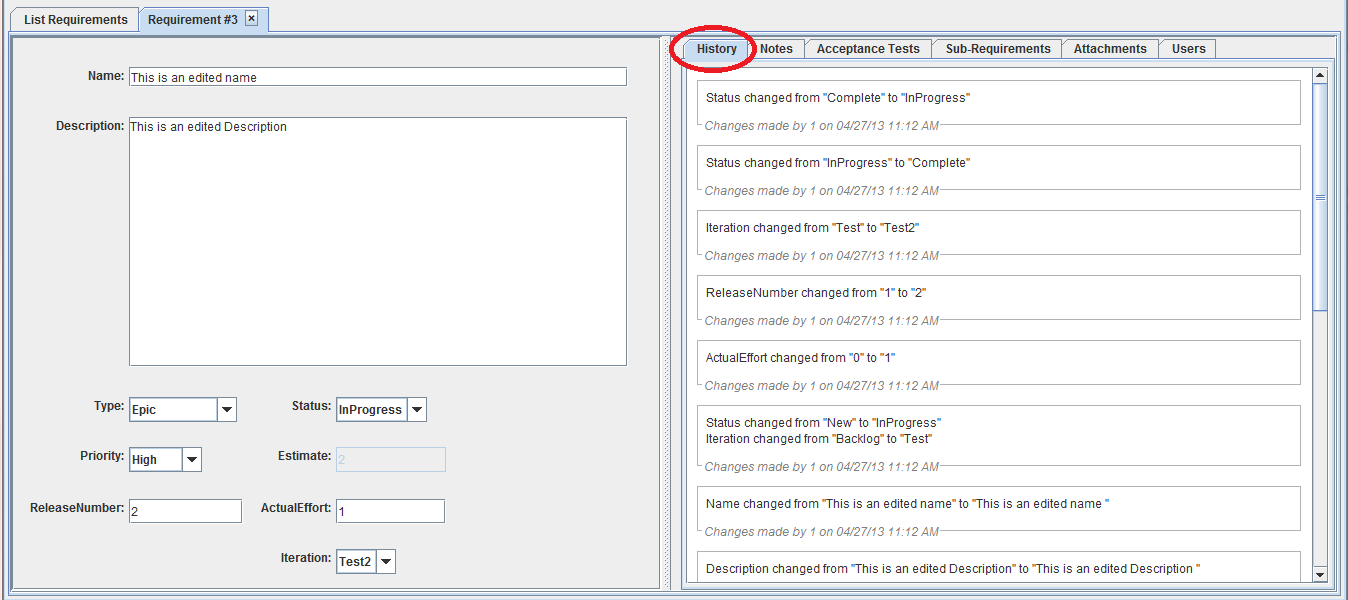 List Requirements
Requirement #3
History
Notes
Acceptance Tests
Sub-Requirements
Attachments
Users
Name: This is an edited name
Description: This is an edited Description
Type: Epic
Status: InProgress
Priority: High
Estimate: 2
ReleaseNumber: 2
ActualEffort: 1
Iteration: Test2
Status changed from "Complete" to "InProgress"
Changes made by 1 on 04/27/13 11:12 AM
Status changed from "InProgress" to "Complete"
Changes made by 1 on 04/27/13 11:12 AM
Iteration changed from "Test" to "Test2"
Changes made by 1 on 04/27/13 11:12 AM
ReleaseNumber changed from "1" to "2"
Changes made by 1 on 04/27/13 11:12 AM
ActualEffort changed from "0" to "1"
Changes made by 1 on 04/27/13 11:12 AM
Status changed from "New" to "InProgress"
Iteration changed from "Backlog" to "Test"
Changes made by 1 on 04/27/13 11:12 AM
Name changed from "This is an edited name" to "This is an edited name "
Changes made by 1 on 04/27/13 11:12 AM
Description changed from "This is an edited Description" to "This is an edited Description "